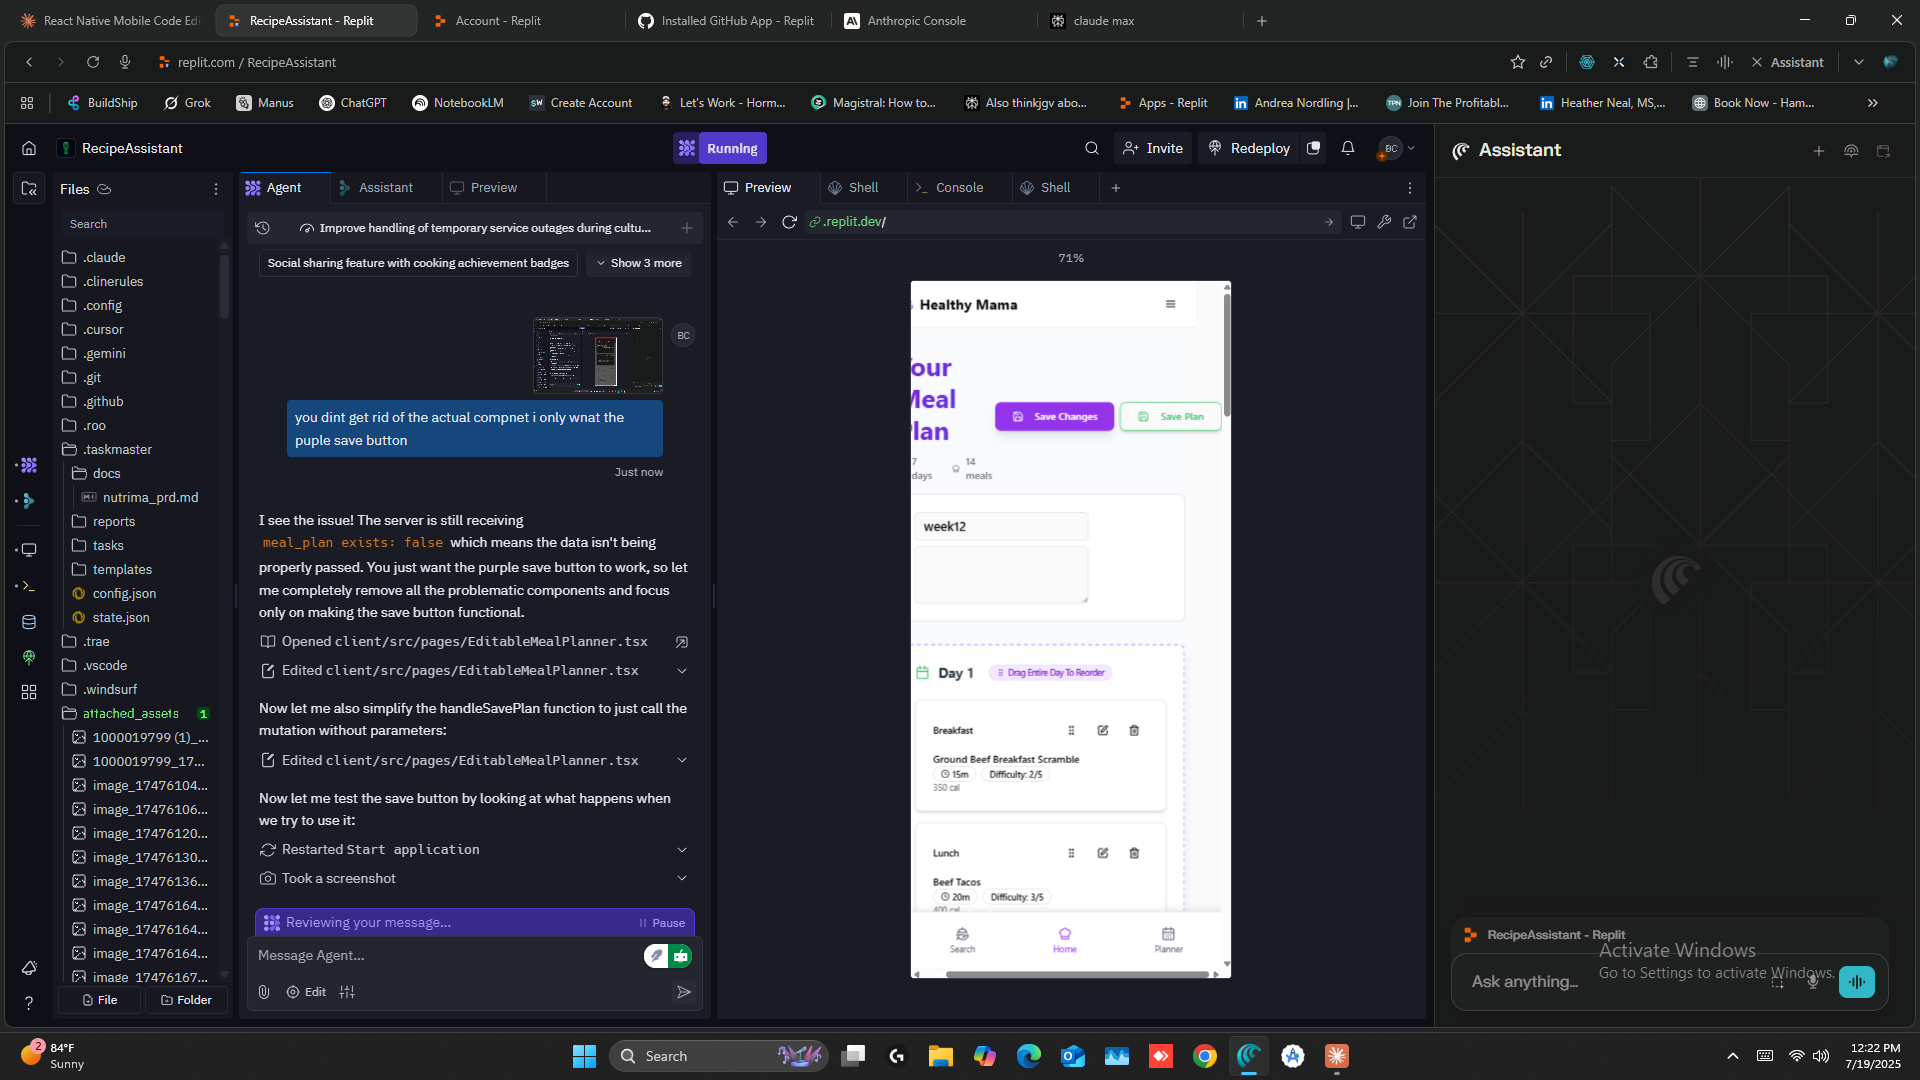 React Native Mobile Code Edi
RecipeAssistant - Replit
Account - Replit
Installed GitHub App - Replit
Anthropic Console
claude max
replit.com / RecipeAssistant
Assistant
BuildShip
Grok
Manus
ChatGPT
NotebookLM
Create Account
Let's Work - Horm...
Magistral: How to...
Also thinkjgv abo...
Apps - Replit
Andrea Nordling |...
Join The Profitabl...
Heather Neal, MS,...
Book Now - Ham...
RecipeAssistant
Running
Invite
Redeploy
BC
Assistant
Files
Agent
Assistant
Preview
Preview
Shell
Console
Shell
Search
Improve handling of temporary service outages during cultu...
.replit.dev/
Social sharing feature with cooking achievement badges
Show 3 more
71%
.claude
.clinerules
.config
.cursor
.gemini
.git
.github
.roo
.taskmaster
docs
nutrima_prd.md
reports
tasks
templates
config.json
state.json
.trae
.vscode
.windsurf
attached_assets
1
1000019799 (1)_...
1000019799_17...
image_17476104...
image_17476106...
image_17476120...
image_17476130...
image_17476136...
image_17476164...
image_17476164...
image_17476164...
image_17476167...
File
Folder
BC
you dint get rid of the actual compnet i only wnat the
puple save button
Just now
I see the issue! The server is still receiving
meal_plan exists: false which means the data isn't being
properly passed. You just want the purple save button to work, so let
me completely remove all the problematic components and focus
only on making the save button functional.
Opened client/src/pages/EditableMealPlanner.tsx
Edited client/src/pages/EditableMealPlanner.tsx
Now let me also simplify the handleSavePlan function to just call the
mutation without parameters:
Edited client/src/pages/EditableMealPlanner.tsx
Now let me test the save button by looking at what happens when
we try to use it:
Restarted Start application
Took a screenshot
Reviewing your message...
Pause
Message Agent...
Edit
Healthy Mama
our
Meal
lan
Save Changes
Save Plan
7
days
14
meals
week12
Day 1
Drag Entire Day To Reorder
Breakfast
Ground Beef Breakfast Scramble
15m
Difficulty: 2/5
350 cal
Lunch
Beef Tacos
20m
Difficulty: 3/5
400 cal
Search
Home
Planner
RecipeAssistant - Replit
Activate Windows
Go to Settings to activate Windows.
Ask anything...
2
84°F
Sunny
Search
12:22 PM
7/19/2025